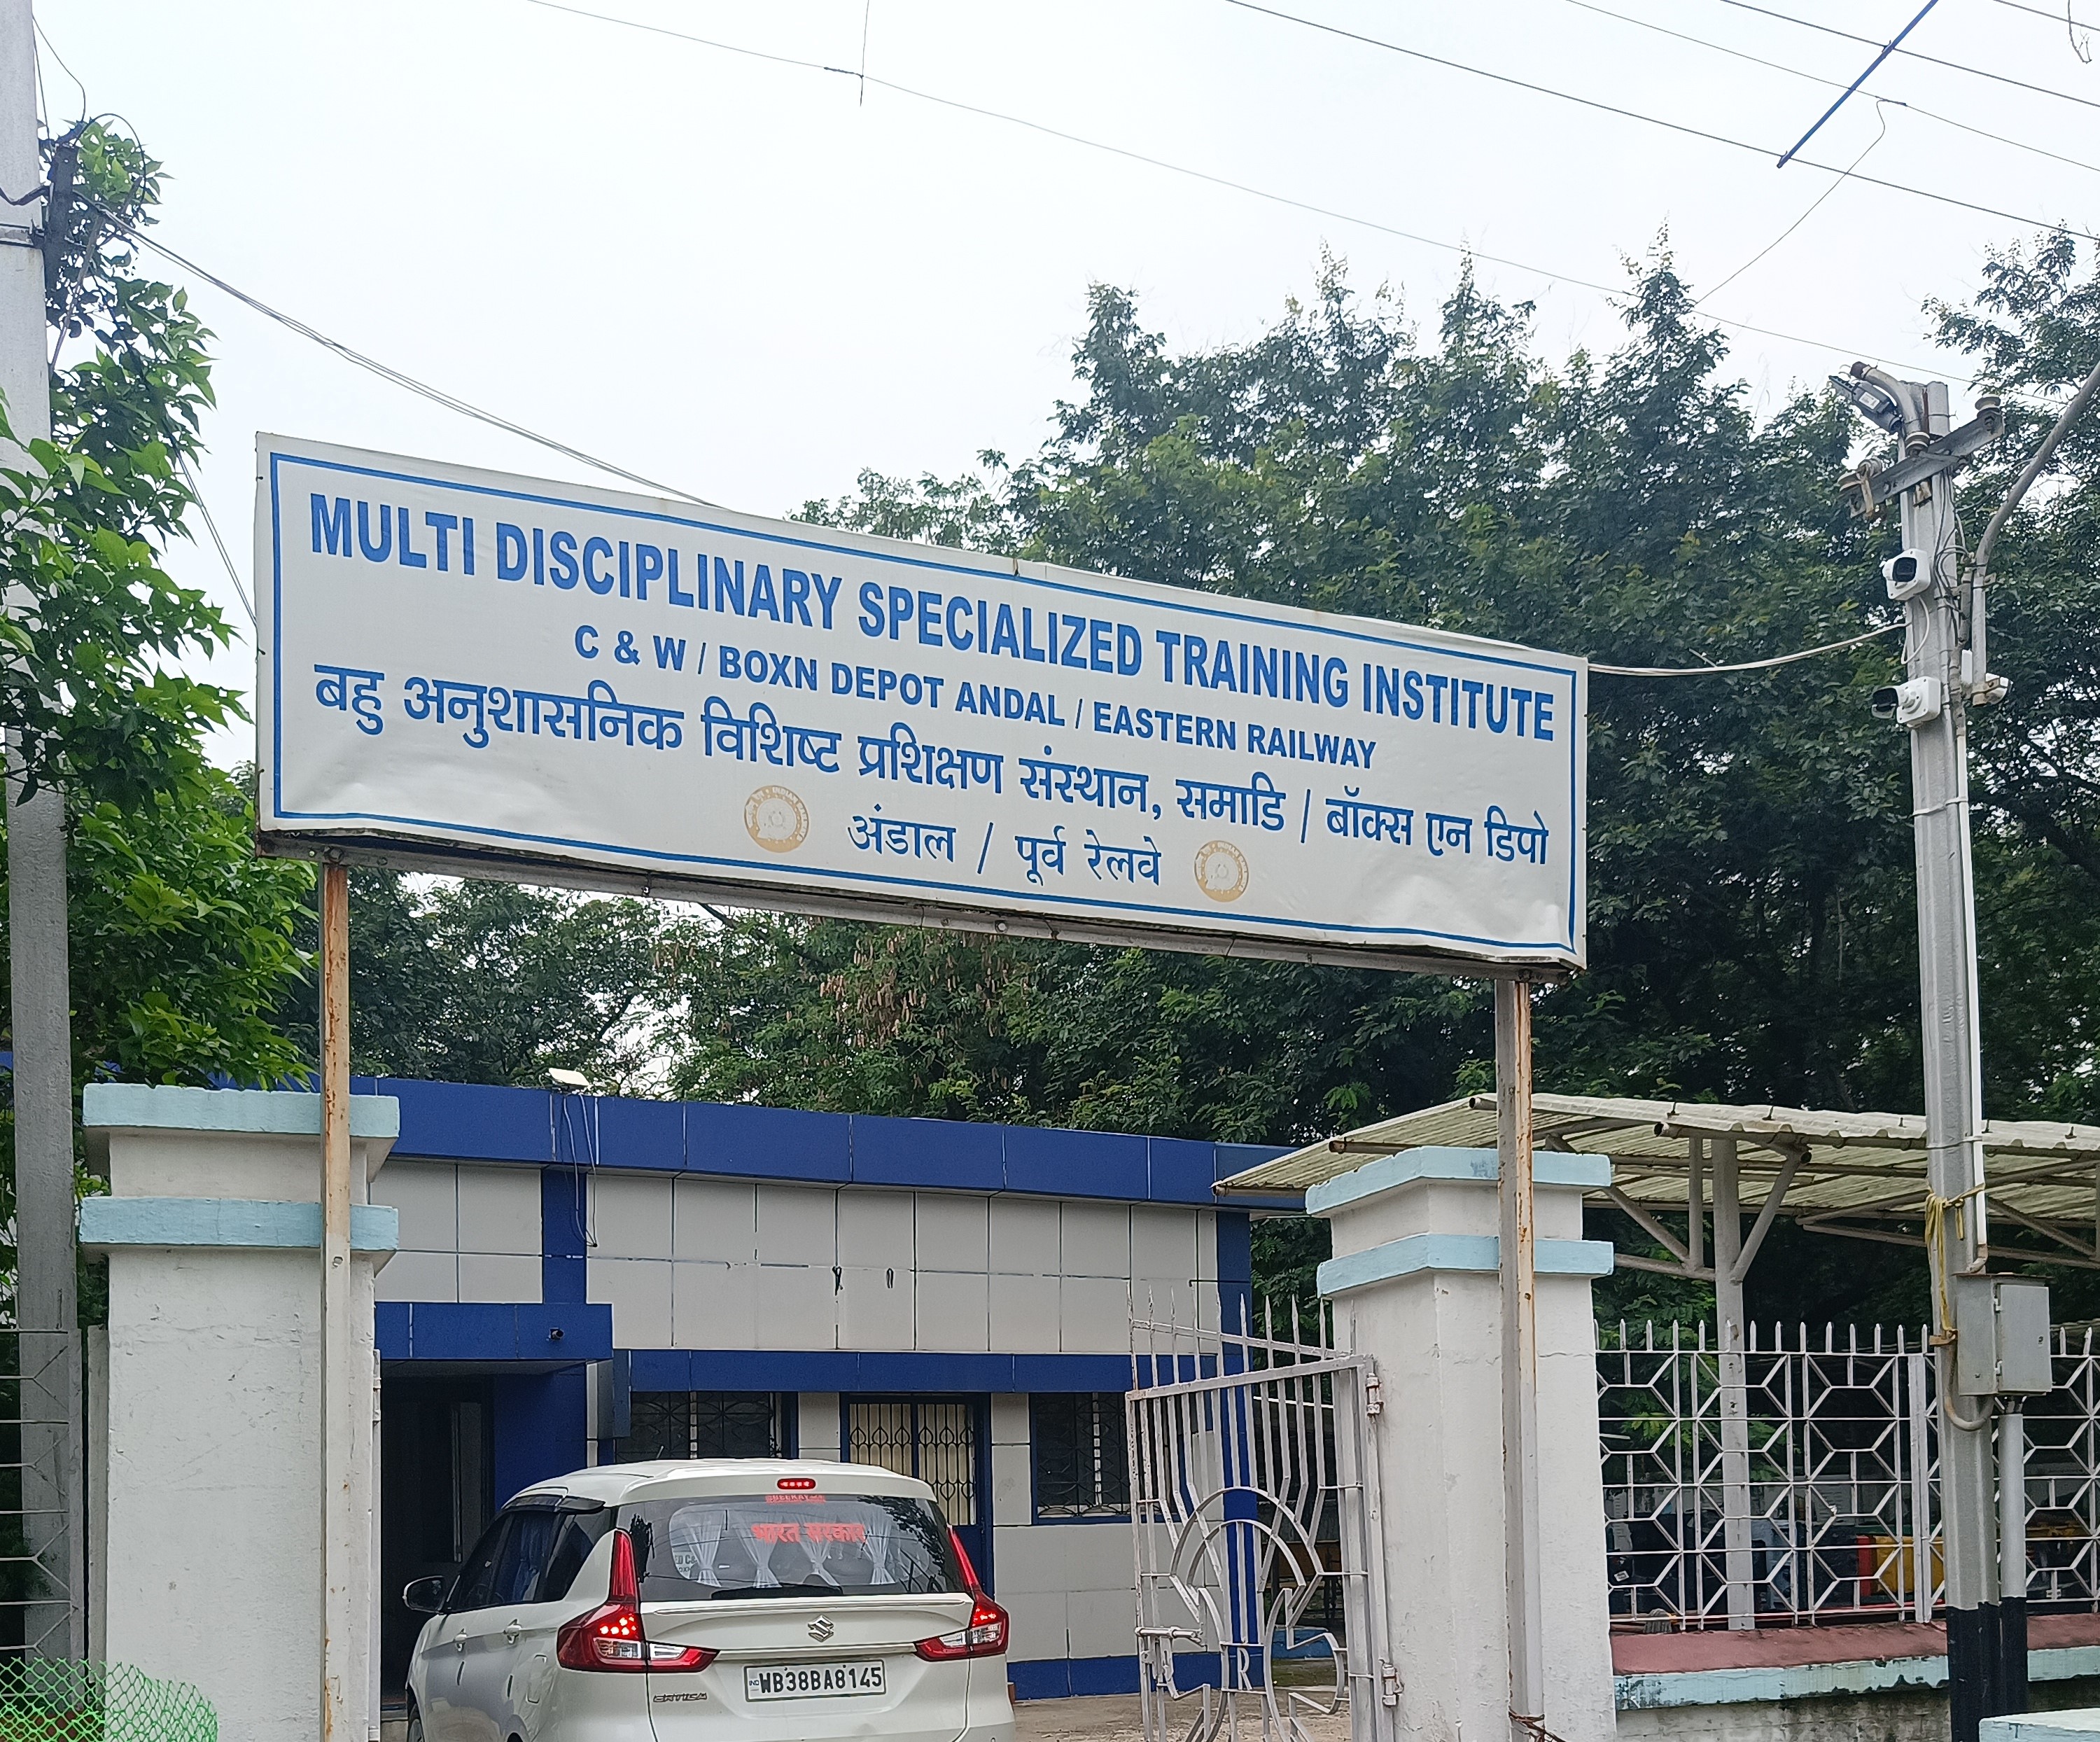 MULTI DISCIPLINARY SPECIALIZED TRAINING INSTITUTE
C & W / BOXN DEPOT ANDAL / EASTERN RAILWAY
बहु अनुशासनिक विशिष्ट प्रशिक्षण संस्थान, समाडि / बॉक्स एन डिपो
अंडाल / पूर्व रेलवे
भारत सरकार
WB38BA8145
ERTIGA